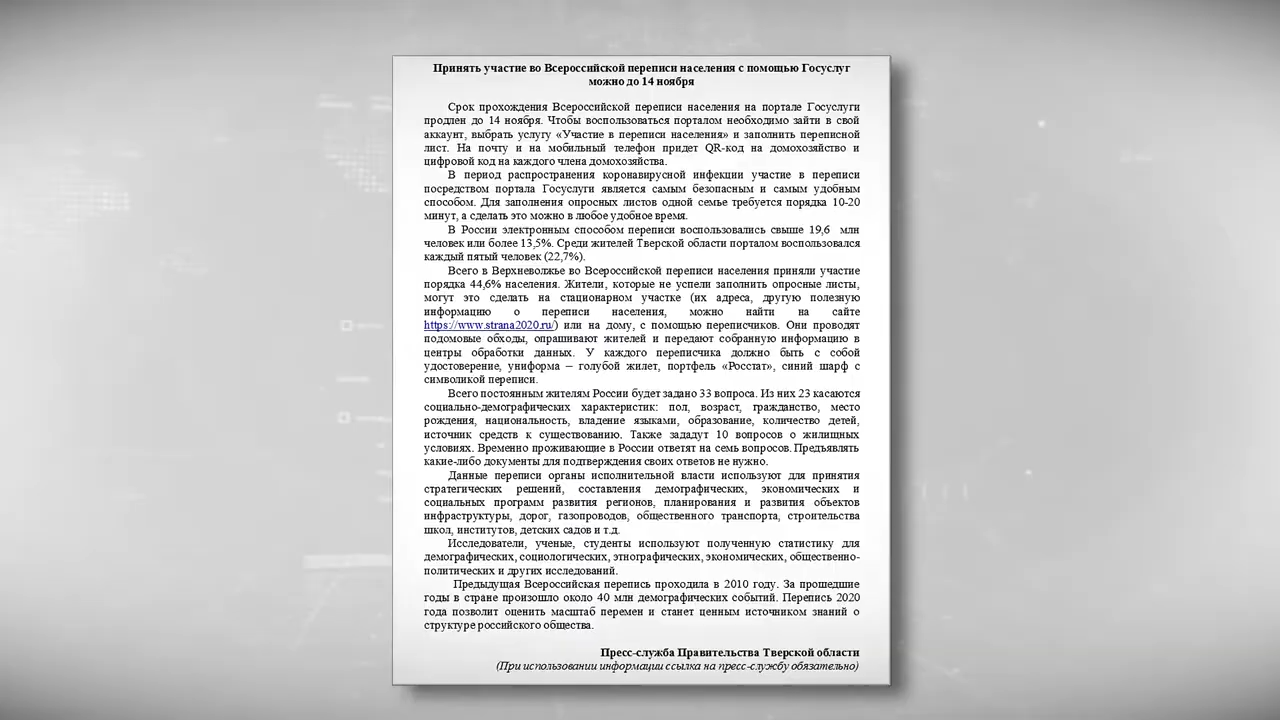 Принять участие во Всероссийской переписи населения с помощью Госуслуг
можно до 14 ноября
Срок прохождения Всероссийской переписи населения на портале Госуслуги
продлен до 14 ноября. Чтобы воспользоваться порталом необходимо зайти в свой
аккаунт, выбрать услугу «Участие в переписи населения» и заполнить переписной
лист. На почту и на мобильный телефон придет QR-код на домохозяйство и
цифровой код на каждого члена домохозяйства.
В период распространения коронавирусной инфекции участие в переписи
посредством портала Госуслуги является самым безопасным и самым удобным
способом. Для заполнения опросных листов одной семье требуется порядка 10-20
минут, а сделать это можно в любое удобное время.
В России электронным способом переписи воспользовались свыше 19,6 млн
человек или более 13,5%. Среди жителей Тверской области порталом воспользовался
каждый пятый человек (22,7%).
Всего в Верхневолжье во Всероссийской переписи населения приняли участие
порядка 44,6% населения. Жители, которые не успели заполнить опросные листы,
могут это сделать на стационарном участке (их адреса, другую полезную
информацию о переписи населения, можно найти на сайте
https://www.strana2020.ru/) или на дому, с помощью переписчиков. Они проводят
подомовые обходы, опрашивают жителей и передают собранную информацию в
центры обработки данных. У каждого переписчика должно быть с собой
удостоверение, униформа – голубой жилет, портфель «Росстат», синий шарф с
символикой переписи.
Всего постоянным жителям России будет задано 33 вопроса. Из них 23 касаются
социально-демографических характеристик: пол, возраст, гражданство, место
рождения, национальность, владение языками, образование, количество детей,
источник средств к существованию. Также зададут 10 вопросов о жилищных
условиях. Временно проживающие в России ответят на семь вопросов. Предъявлять
какие-либо документы для подтверждения своих ответов не нужно.
Данные переписи органы исполнительной власти используют для принятия
стратегических решений, составления демографических, экономических и
социальных программ развития регионов, планирования и развития объектов
инфраструктуры, дорог, газопроводов, общественного транспорта, строительства
школ, институтов, детских садов и т.д.
Исследователи, ученые, студенты используют полученную статистику для
демографических, социологических, этнографических, экономических, общественно-
политических и других исследований.
Предыдущая Всероссийская перепись проходила в 2010 году. За прошедшие
годы в стране произошло около 40 млн демографических событий. Перепись 2020
года позволит оценить масштаб перемен и станет ценным источником знаний о
структуре российского общества.
Пресс-служба Правительства Тверской области
(При использовании информации ссылка на пресс-службу обязательно)